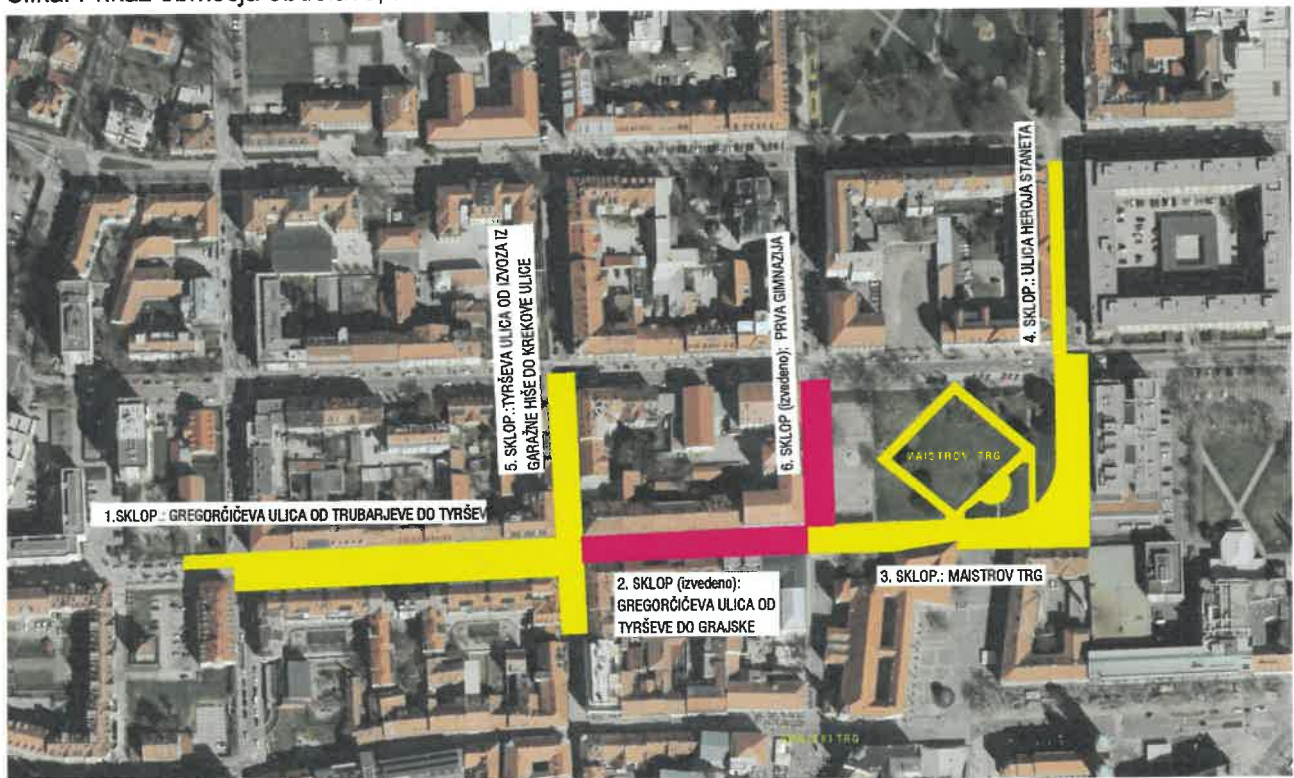 5. SKLOP.:TYRŠEVA ULICA OD IZVOZA IZ
GARAŽNE HIŠE DO KREKOVE ULICE
6. SKLOP (izvedeno): PRVA GIMNAZIJA
4. SKLOP.: ULICA HEROJA STANETA
MAISTROV TRG
1.SKLOP.: GREGORČIČEVA ULICA OD TRUBARJEVE DO TYRŠEV
2. SKLOP (izvedeno):
GREGORČIČEVA ULICA OD
TYRŠEVE DO GRAJSKE
3. SKLOP.: MAISTROV TRG
TRG